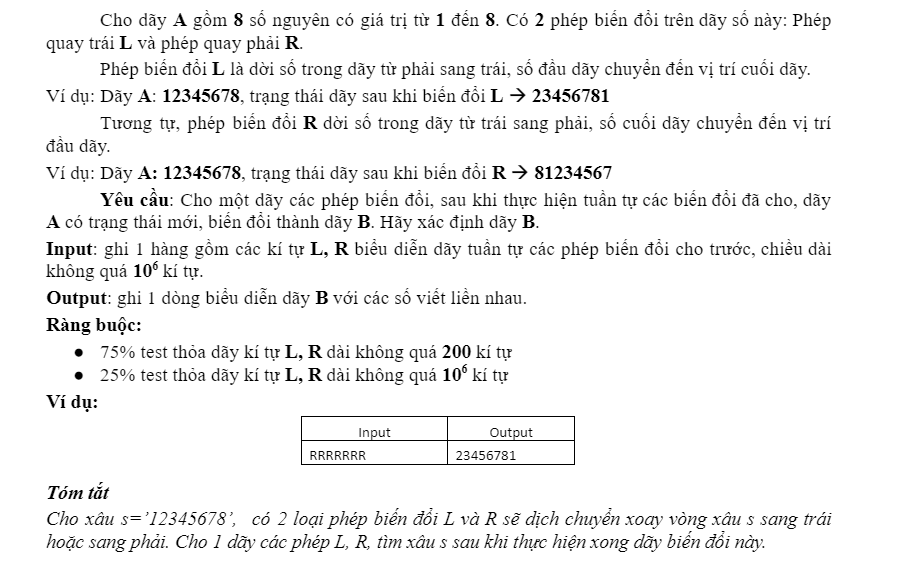 Cho dãy A gồm 8 số nguyên có giá trị từ 1 đến 8. Có 2 phép biến đổi trên dãy số này: Phép
quay trái L và phép quay phải R.
Phép biến đổi L là dời số trong dãy từ phải sang trái, số đầu dãy chuyển đến vị trí cuối dãy.
Ví dụ: Dãy A: 12345678, trạng thái dãy sau khi biến đổi L → 23456781
Tương tự, phép biến đổi R dời số trong dãy từ trái sang phải, số cuối dãy chuyển đến vị trí
đầu dãy.
Ví dụ: Dãy A: 12345678, trạng thái dãy sau khi biến đổi R → 81234567
Yêu cầu: Cho một dãy các phép biến đổi, sau khi thực hiện tuần tự các biến đổi đã cho, dãy
A có trạng thái mới, biến đổi thành dãy B. Hãy xác định dãy B.
Input: ghi 1 hàng gồm các kí tự L, R biểu diễn dãy tuần tự các phép biến đổi cho trước, chiều dài
không quá 10⁶ kí tự.
Output: ghi 1 dòng biểu diễn dãy B với các số viết liền nhau.
Ràng buộc:
● 75% test thỏa dãy kí tự L, R dài không quá 200 kí tự
● 25% test thỏa dãy kí tự L, R dài không quá 10⁶ kí tự
Ví dụ:
Input Output
RRRRRRR 23456781
Tóm tắt
Cho xâu s='12345678', có 2 loại phép biến đổi L và R sẽ dịch chuyển xoay vòng xâu s sang trái
hoặc sang phải. Cho 1 dãy các phép L, R, tìm xâu s sau khi thực hiện xong dãy biến đổi này.